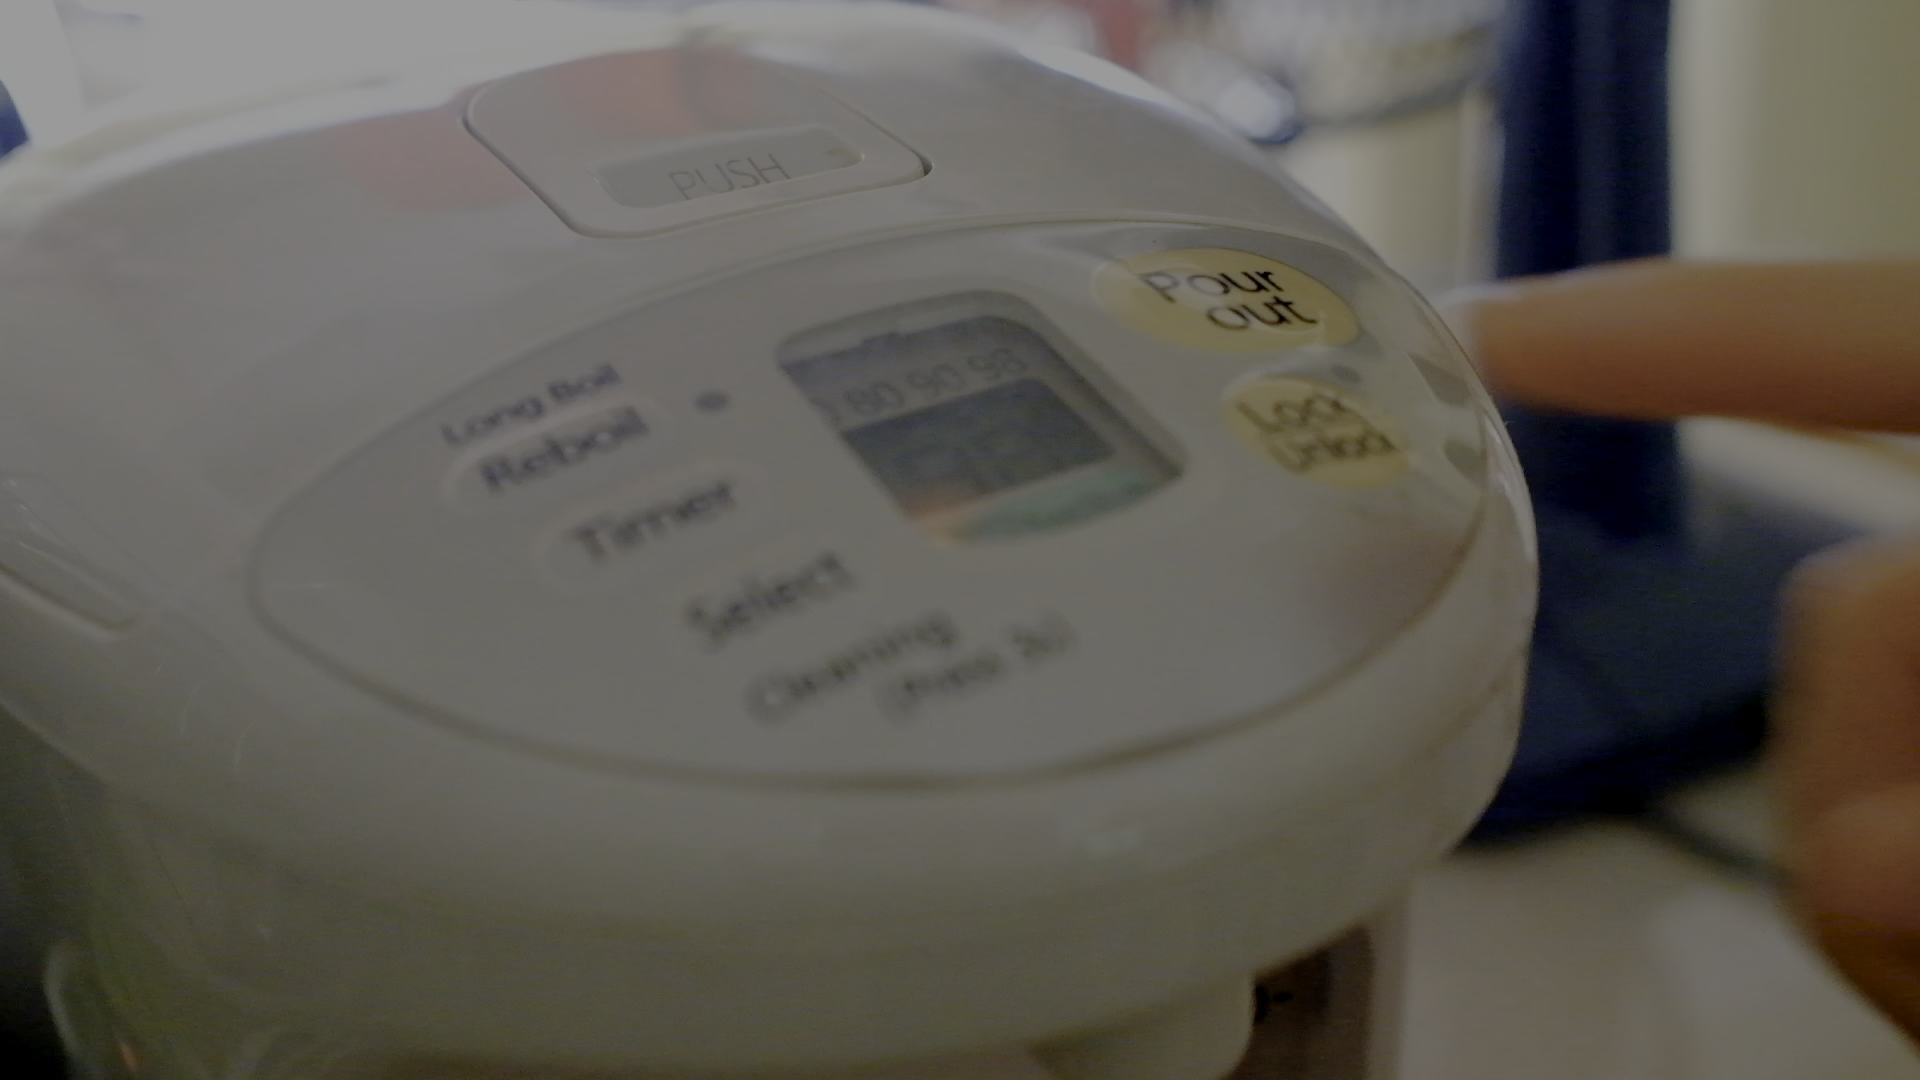 PUSH
Pour
out
80 90 98
Lock
Unlock
Long Boil
Reboil
Timer
Select
Cleaning